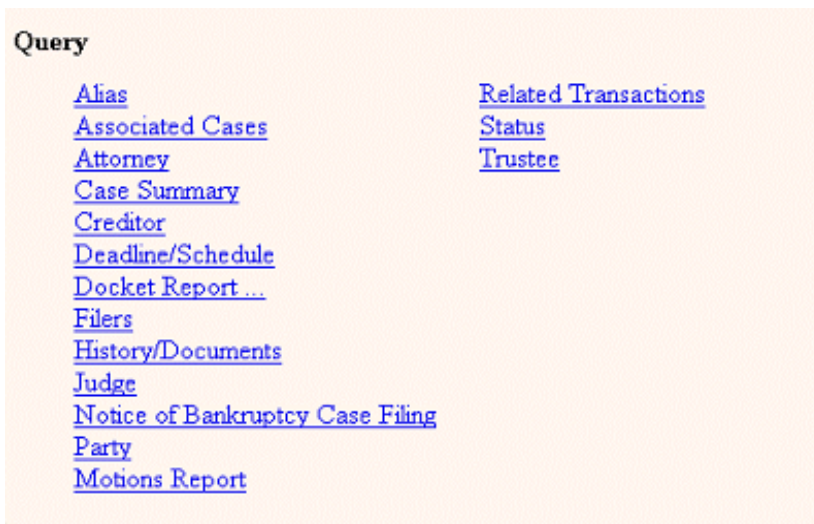 Query
Alias
Associated Cases
Attorney
Case Summary
Creditor
Deadline/Schedule
Docket Report ...
Filers
History/Documents
Judge
Notice of Bankruptcy Case Filing
Party
Motions Report
Related Transactions
Status
Trustee